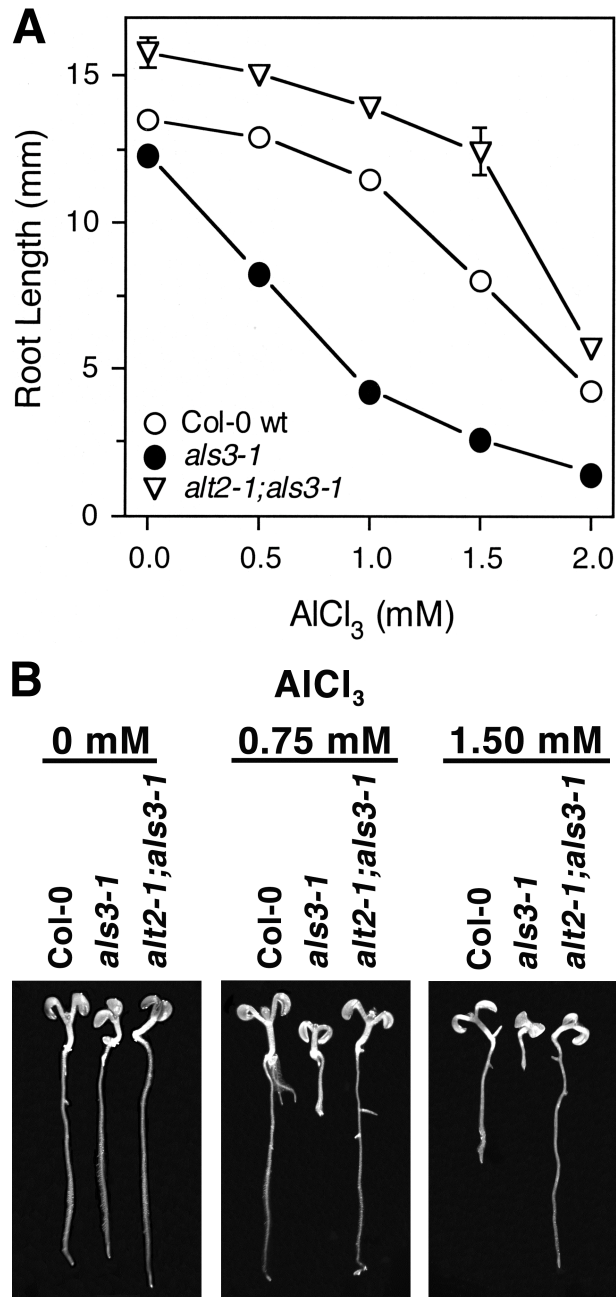 A
Root Length (mm)
15
10
5
0
Col-0 wt
als3-1
alt2-1;als3-1
0.0 0.5 1.0 1.5 2.0
AlCl₃ (mM)
B
AlCl₃
0 mM 0.75 mM 1.50 mM
Col-0
als3-1
alt2-1;als3-1
Col-0
als3-1
alt2-1;als3-1
Col-0
als3-1
alt2-1;als3-1